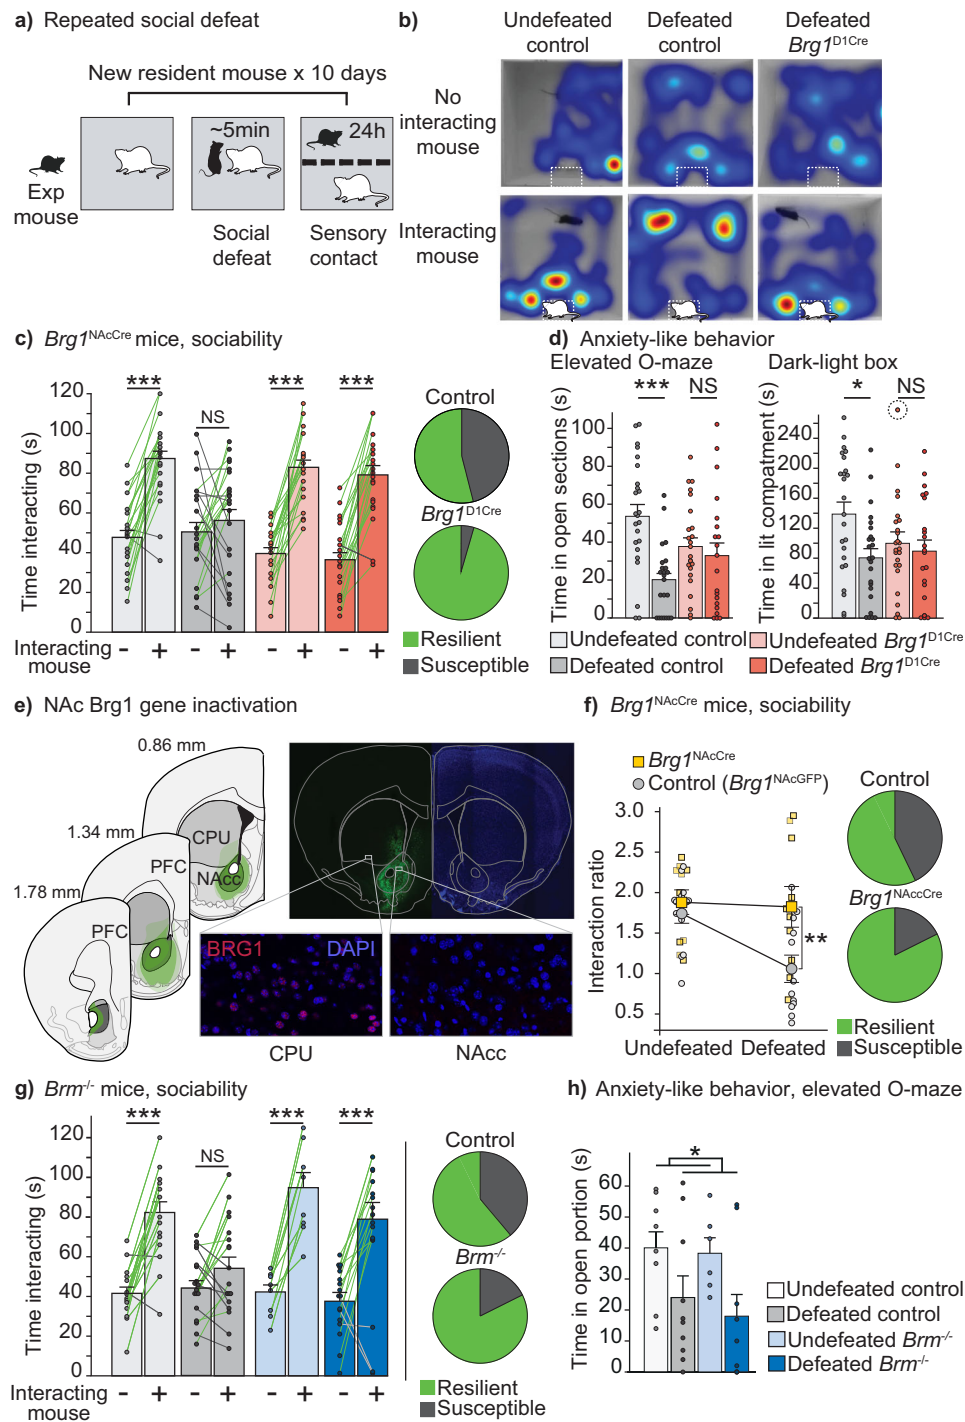 a) Repeated social defeat
New resident mouse x 10 days
Exp
mouse
~5min
24h
Social
defeat
Sensory
contact
b)
Undefeated
control
Defeated
control
Defeated
Brg1D1Cre
No
interacting
mouse
Interacting
mouse
c) Brg1NAcCre mice, sociability
Time interacting (s)
120
100
80
60
40
20
0
***
NS
***
***
Interacting
mouse
- + - + - + - +
Control
Brg1D1Cre
Resilient
Susceptible
d) Anxiety-like behavior
Elevated O-maze
Time in open sections (s)
100
80
60
40
20
0
***
NS
Dark-light box
Time in lit compatment (s)
240
200
160
120
80
40
0
*
NS
Undefeated control
Defeated control
Undefeated Brg1D1Cre
Defeated Brg1D1Cre
e) NAc Brg1 gene inactivation
0.86 mm
1.34 mm
1.78 mm
CPU
NAcc
PFC
PFC
BRG1
DAPI
CPU
NAcc
f) Brg1NAcCre mice, sociability
Brg1NAcCre
Control (Brg1NAcGFP)
Interaction ratio
3.0
2.5
2.0
1.5
1.0
0.5
**
Undefeated
Defeated
Control
Brg1NAccCre
Resilient
Susceptible
g) Brm-/- mice, sociability
Time interacting (s)
120
100
80
60
40
20
0
***
NS
***
***
Interacting
mouse
- + - + - + - +
Control
Brm-/-
Resilient
Susceptible
h) Anxiety-like behavior, elevated O-maze
Time in open portion (s)
60
50
40
30
20
10
0
*
Undefeated control
Defeated control
Undefeated Brm-/-
Defeated Brm-/-